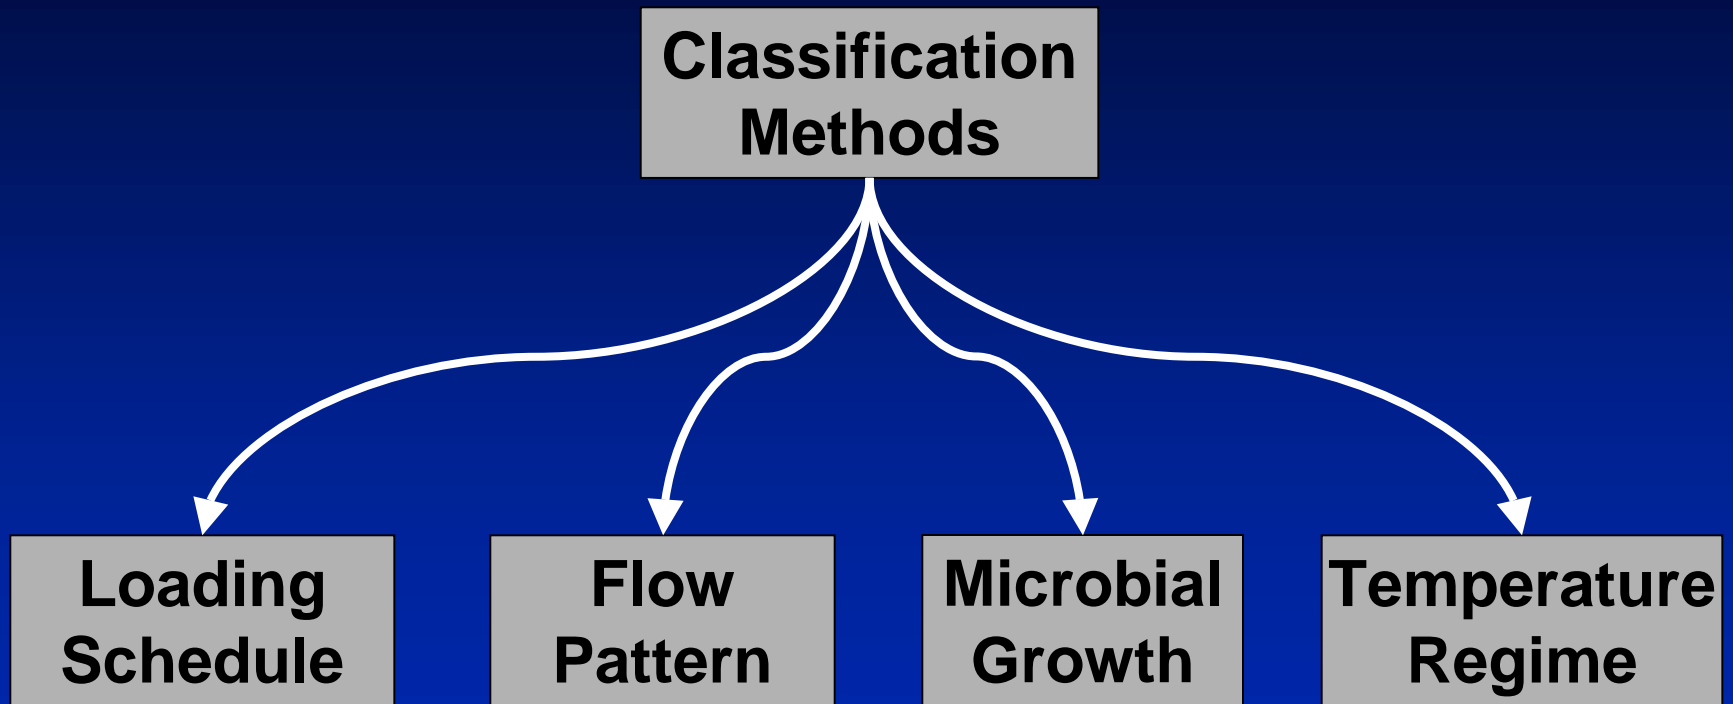 Classification
Methods
Loading
Schedule
Flow
Pattern
Microbial
Growth
Temperature
Regime